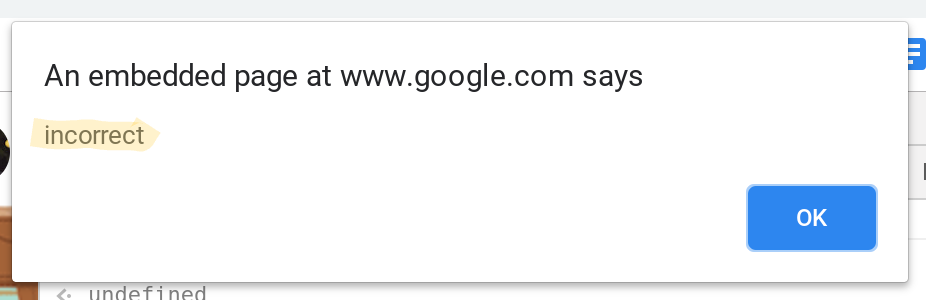 An embedded page at www.google.com says
incorrect
OK
undefined